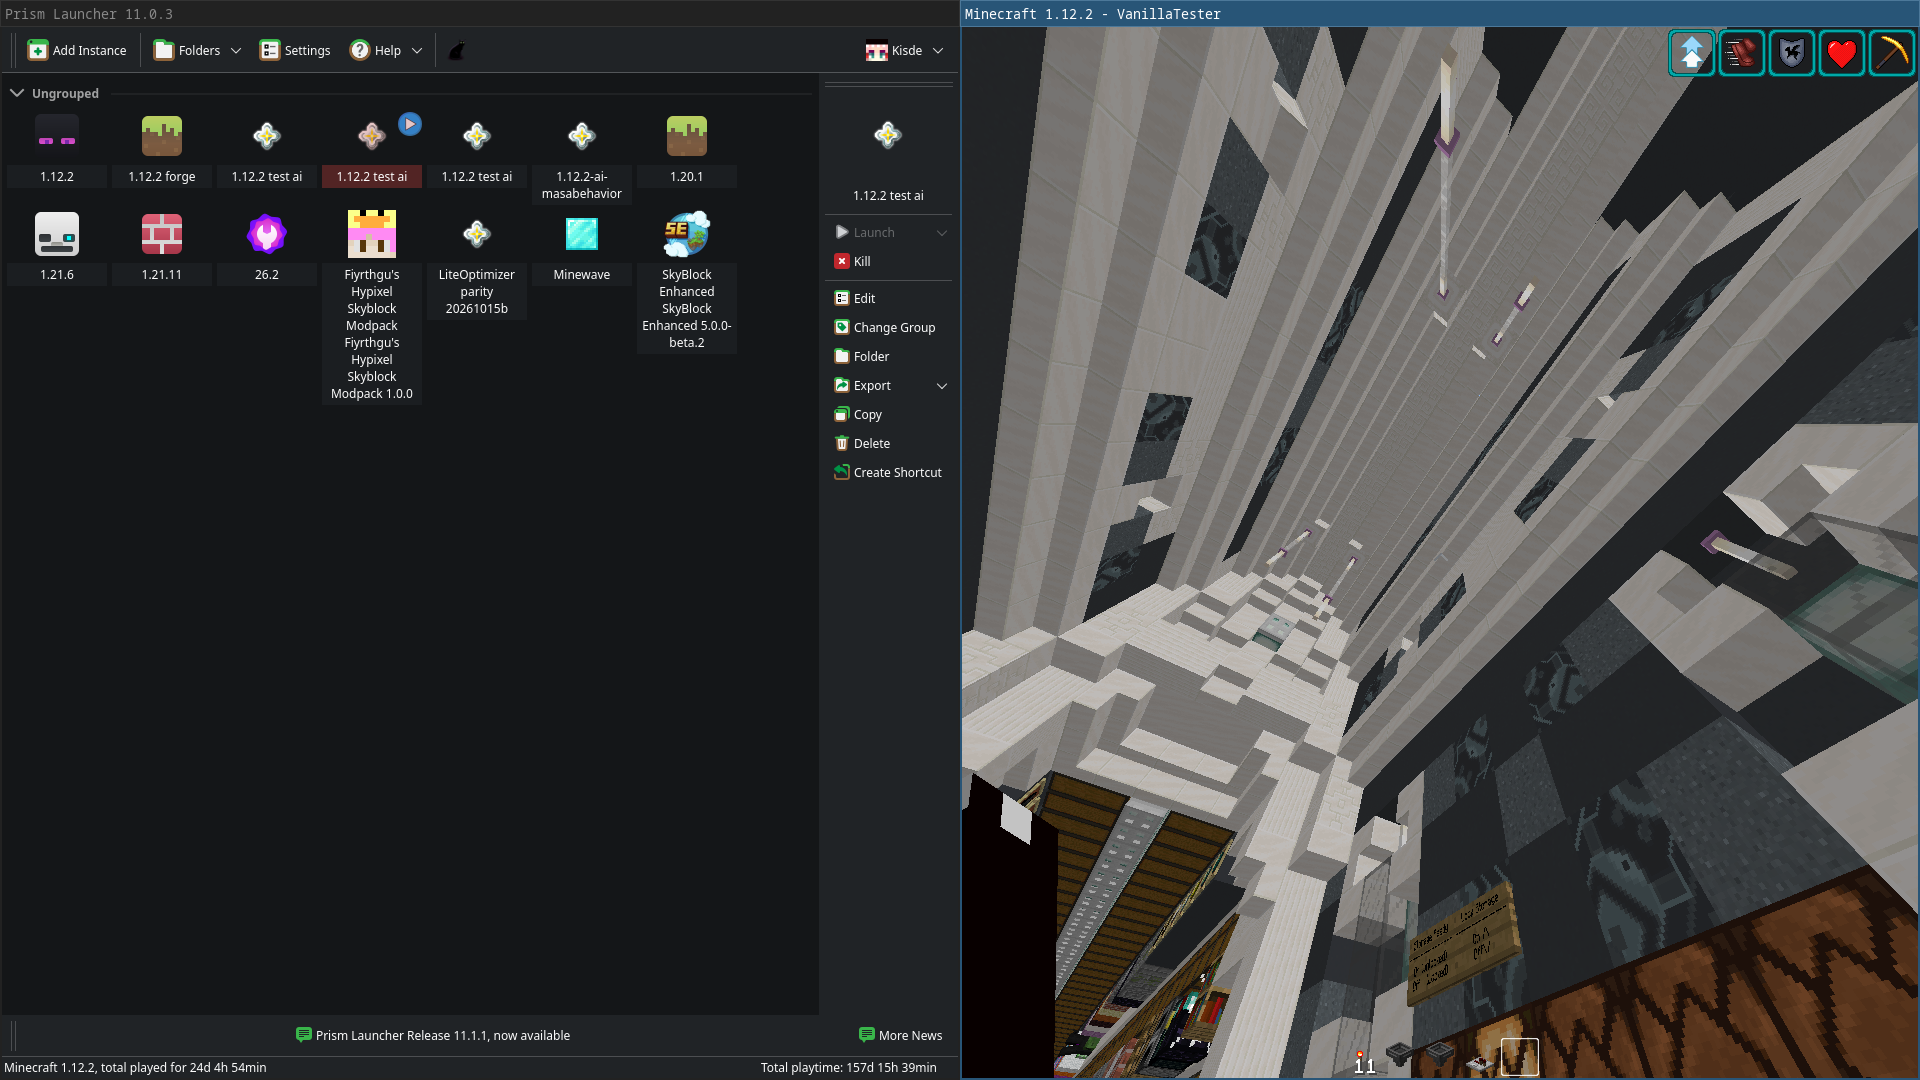 Prism Launcher 11.0.3
Minecraft 1.12.2 - VanillaTester
Add Instance
Folders
Settings
Help
Kisde
Ungrouped
1.12.2
1.12.2 forge
1.12.2 test ai
1.12.2 test ai
1.12.2 test ai
1.12.2-ai-
masabehavior
1.20.1
1.21.6
1.21.11
26.2
Fiyrthgu's
Hypixel
Skyblock
Modpack
Fiyrthgu's
Hypixel
Skyblock
Modpack 1.0.0
LiteOptimizer
parity
20261015b
Minewave
SkyBlock
Enhanced
SkyBlock
Enhanced 5.0.0-
beta.2
1.12.2 test ai
Launch
Kill
Edit
Change Group
Folder
Export
Copy
Delete
Create Shortcut
11
Prism Launcher Release 11.1.1, now available
More News
Minecraft 1.12.2, total played for 24d 4h 54min
Total playtime: 157d 15h 39min